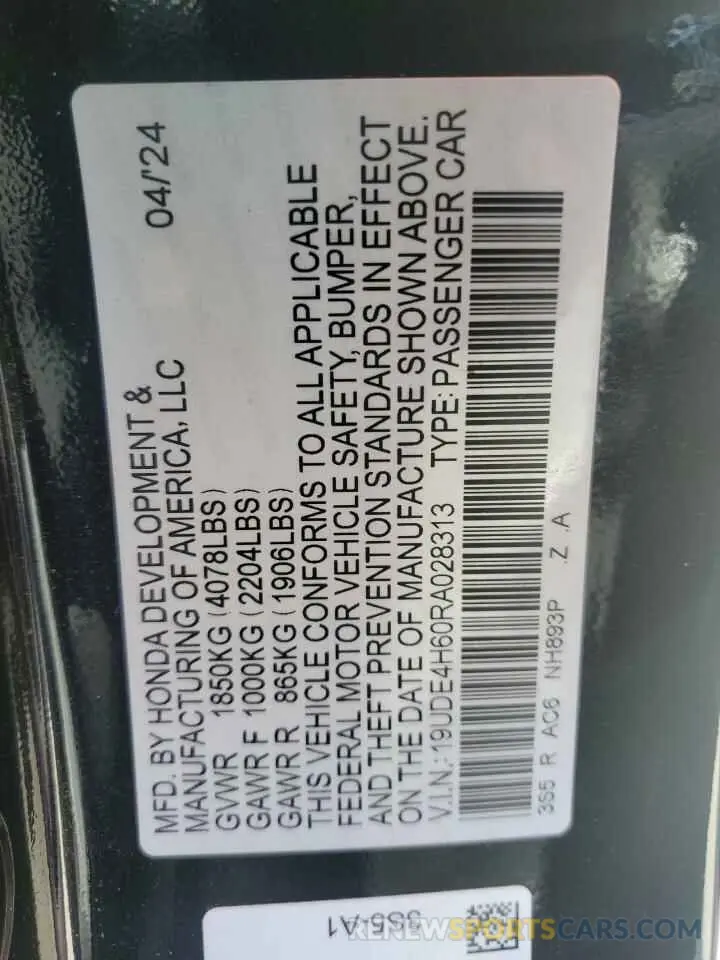 MFD. BY HONDA DEVELOPMENT & 04/'24
MANUFACTURING OF AMERICA, LLC
GVWR 1850KG (4078LBS)
GAWR F 1000KG (2204LBS)
GAWR R 865KG (1906LBS)
THIS VEHICLE CONFORMS TO ALL APPLICABLE
FEDERAL MOTOR VEHICLE SAFETY, BUMPER,
AND THEFT PREVENTION STANDARDS IN EFFECT
ON THE DATE OF MANUFACTURE SHOWN ABOVE.
V.I.N.: 19UDE4H60RA028313 TYPE: PASSENGER CAR
3S5 R AC6 NH893P .Z .A
3S5-A1
RENEWSPORTSCARS.COM